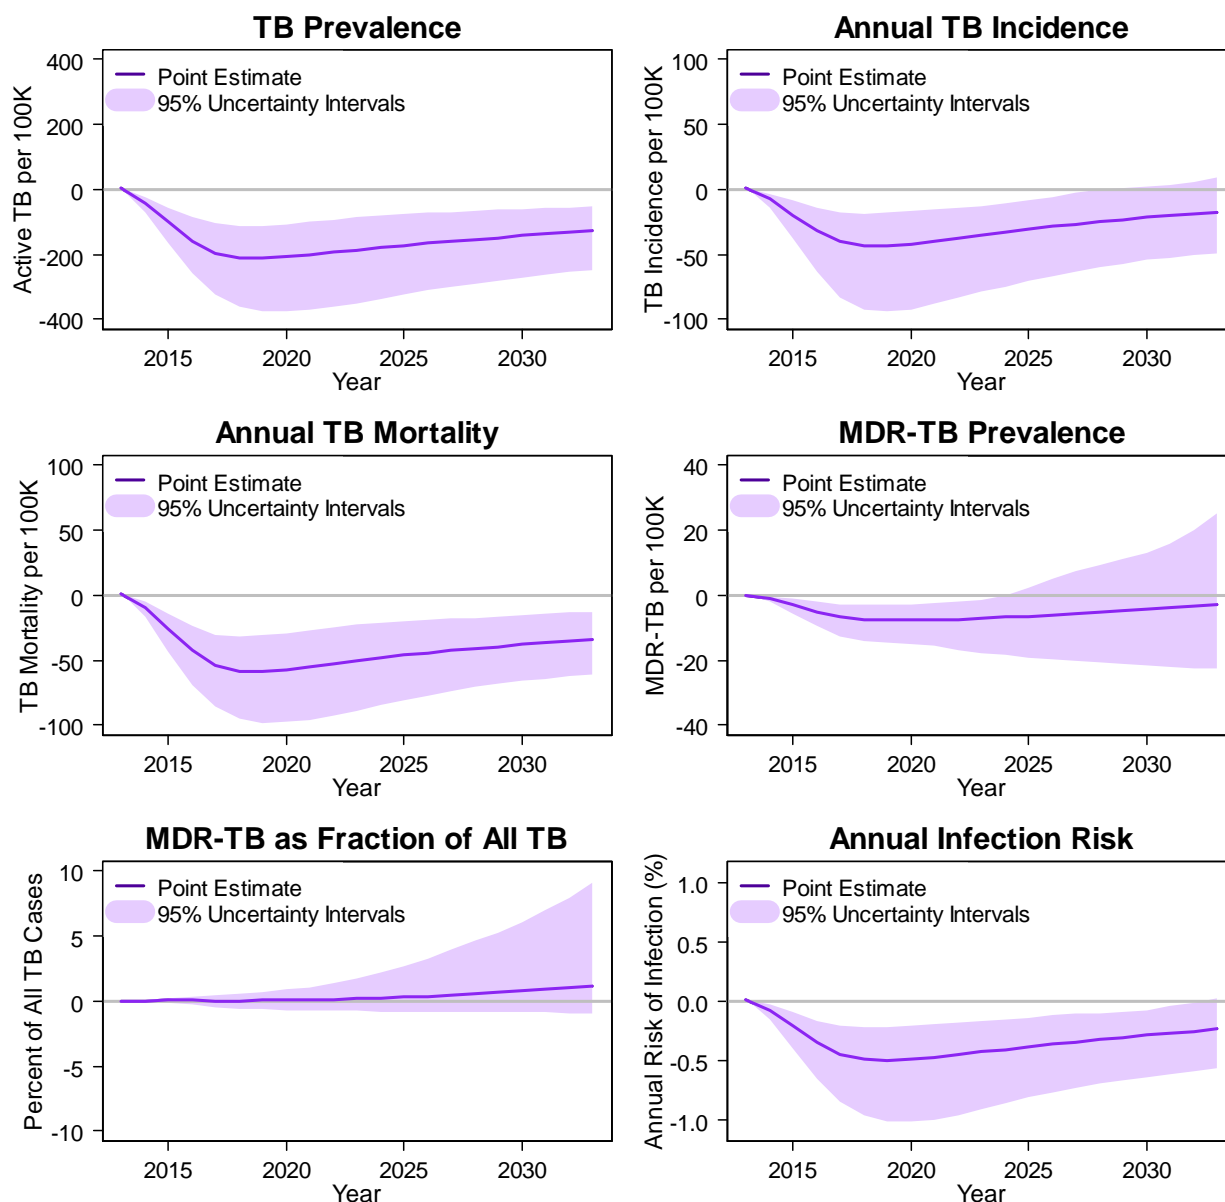 TB Prevalence
Active TB per 100K
400
200
0
-200
-400
Point Estimate
95% Uncertainty Intervals
2015 2020 2025 2030
Year
Annual TB Incidence
TB Incidence per 100K
100
50
0
-50
-100
Point Estimate
95% Uncertainty Intervals
2015 2020 2025 2030
Year
Annual TB Mortality
TB Mortality per 100K
100
50
0
-50
-100
Point Estimate
95% Uncertainty Intervals
2015 2020 2025 2030
Year
MDR-TB Prevalence
MDR-TB per 100K
40
20
0
-20
-40
Point Estimate
95% Uncertainty Intervals
2015 2020 2025 2030
Year
MDR-TB as Fraction of All TB
Percent of All TB Cases
10
5
0
-5
-10
Point Estimate
95% Uncertainty Intervals
2015 2020 2025 2030
Year
Annual Infection Risk
Annual Risk of Infection (%)
1.0
0.5
0.0
-0.5
-1.0
Point Estimate
95% Uncertainty Intervals
2015 2020 2025 2030
Year